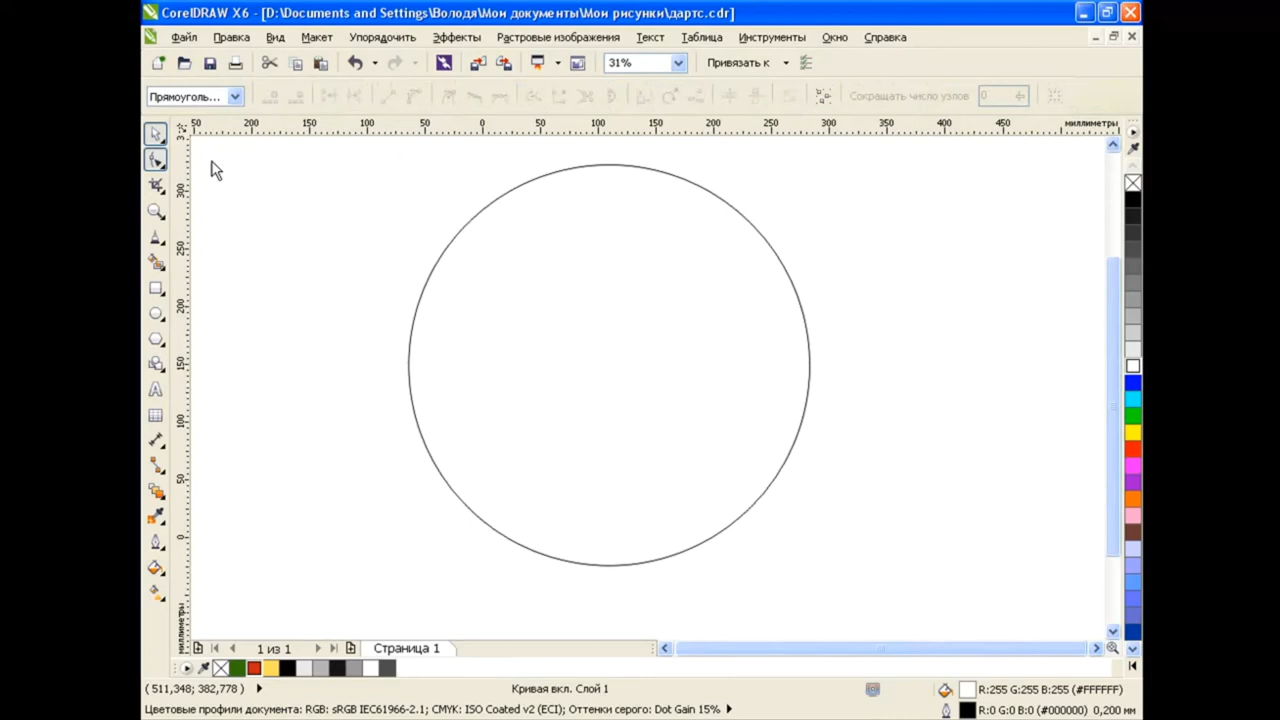 CorelDRAW X6 - [D:\Documents and Settings\Володя\Мои документы\Мои рисунки\дартс.cdr]
Файл Правка Вид Макет Упорядочить Эффекты Растровые изображения Текст Таблица Инструменты Окно Справка
31% Привязать к
Прямоуголь... Сокращать число узлов 0
50 200 150 100 50 0 50 100 150 200 250 300 350 400 450 миллиметры
300
250
200
150
100
50
0
миллиметры
1 из 1 Страница 1
( 511,348; 382,778 ) Кривая вкл. Слой 1 R:255 G:255 B:255 (#FFFFFF)
Цветовые профили документа: RGB: sRGB IEC61966-2.1; CMYK: ISO Coated v2 (ECI); Оттенки серого: Dot Gain 15% R:0 G:0 B:0 (#000000) 0,200 мм